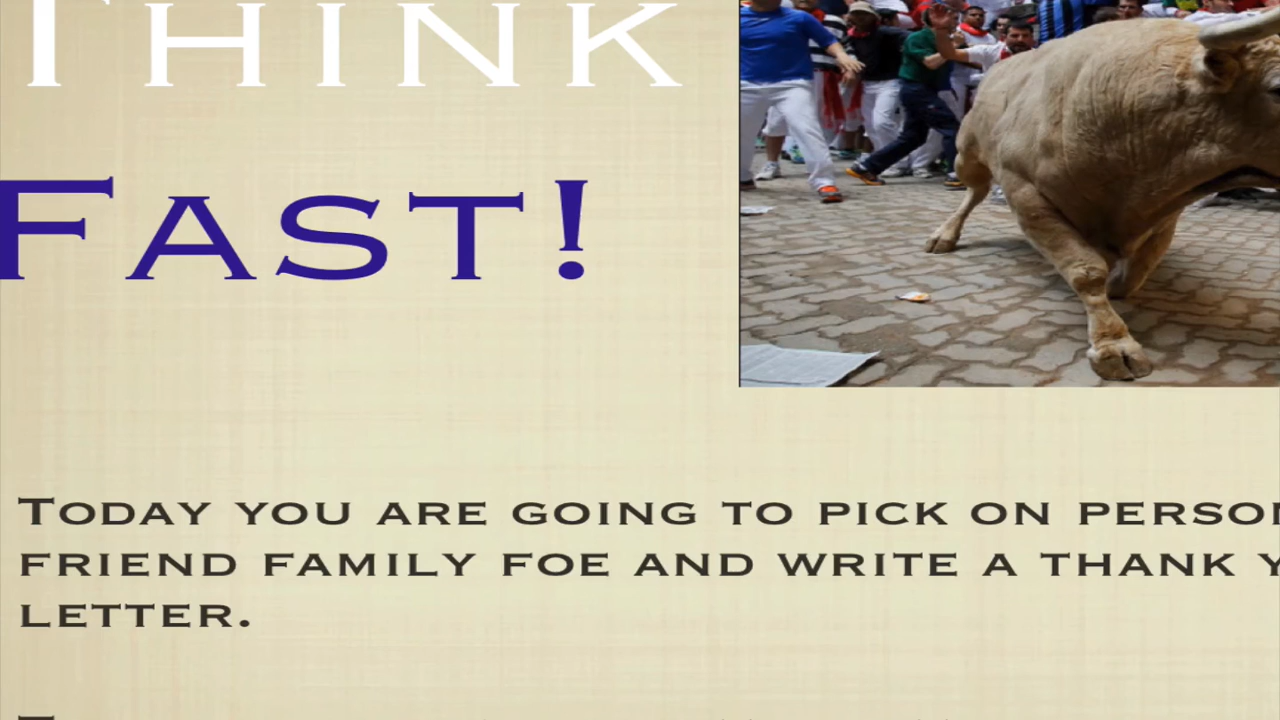 Think
Fast!
Today you are going to pick on person
friend family foe and write a thank
letter.